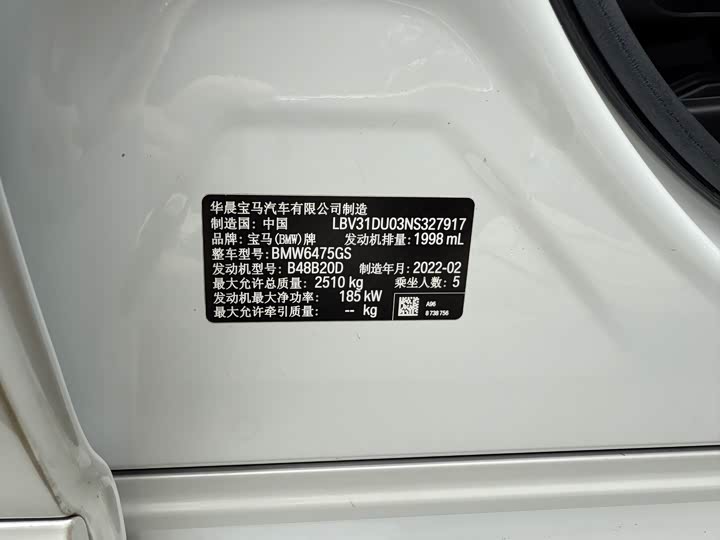 华晨宝马汽车有限公司制造
制造国: 中国 LBV31DU03NS327917
品牌: 宝马(BMW)牌 发动机排量: 1998 mL
整车型号: BMW6475GS
发动机型号: B48B20D 制造年月: 2022-02
最大允许总质量: 2510 kg 乘坐人数: 5
发动机最大净功率: 185 kW
最大允许牵引质量: -- kg
A96
8 738 756